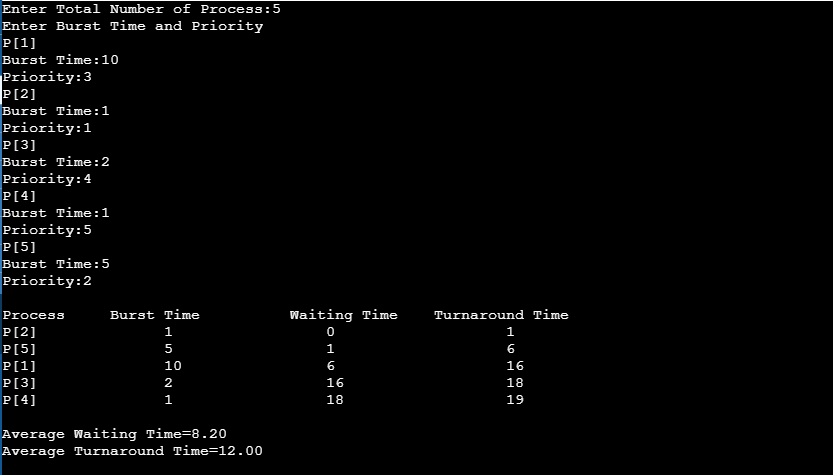 Enter Total Number of Process:5
Enter Burst Time and Priority
P[1]
Burst Time:10
Priority:3
P[2]
Burst Time:1
Priority:1
P[3]
Burst Time:2
Priority:4
P[4]
Burst Time:1
Priority:5
P[5]
Burst Time:5
Priority:2
Process Burst Time Waiting Time Turnaround Time
P[2] 1 0 1
P[5] 5 1 6
P[1] 10 6 16
P[3] 2 16 18
P[4] 1 18 19
Average Waiting Time=8.20
Average Turnaround Time=12.00